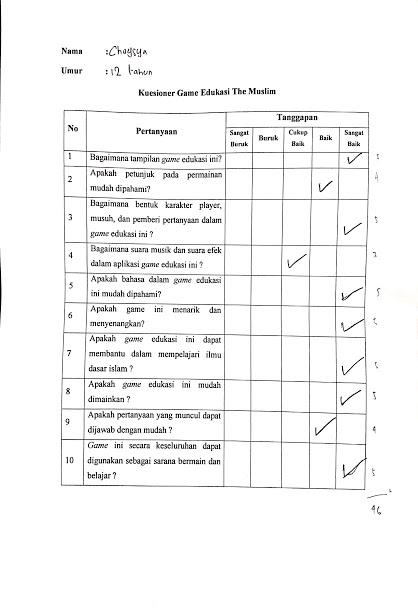 Nama : Chaysya
Umur : 12 tahun
Kuesioner Game Edukasi The Muslim
No Pertanyaan Tanggapan
Sangat Buruk Buruk Cukup Baik Baik Sangat Baik
1 Bagaimana tampilan game edukasi ini? ✓ 5
2 Apakah petunjuk pada permainan
mudah dipahami? ✓ 4
Bagaimana bentuk karakter player,
3 musuh, dan pemberi pertanyaan dalam ✓ 5
game edukasi ini ?
4 Bagaimana suara musik dan suara efek
dalam aplikasi game edukasi ini ? ✓ 3
5 Apakah bahasa dalam game edukasi
ini mudah dipahami? ✓ 5
6 Apakah game ini menarik dan
menyenangkan? ✓ 5
Apakah game edukasi ini dapat
7 membantu dalam mempelajari ilmu ✓ 5
dasar islam ?
8 Apakah game edukasi ini mudah
dimainkan ? ✓ 5
9 Apakah pertanyaan yang muncul dapat
dijawab dengan mudah ? ✓ 4
Game ini secara keseluruhan dapat
10 digunakan sebagai sarana bermain dan ✓ 5
belajar ?
46